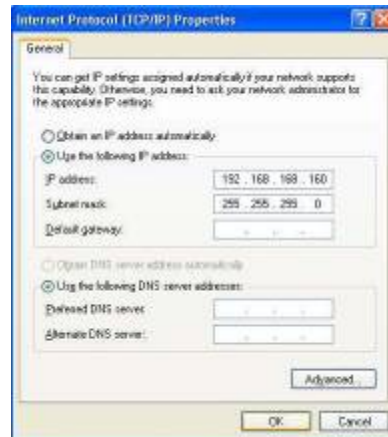 Internet Protocol (TCP/IP) Properties
General
You can get IP settings assigned automatically if your network supports
this capability. Otherwise, you need to ask your network administrator for
the appropriate IP settings.
Obtain an IP address automatically
Use the following IP address:
IP address: 192 . 168 . 168 . 160
Subnet mask: 255 . 255 . 255 . 0
Default gateway: . . .
Obtain DNS server address automatically
Use the following DNS server addresses:
Preferred DNS server: . . .
Alternate DNS server: . . .
Advanced...
OK Cancel